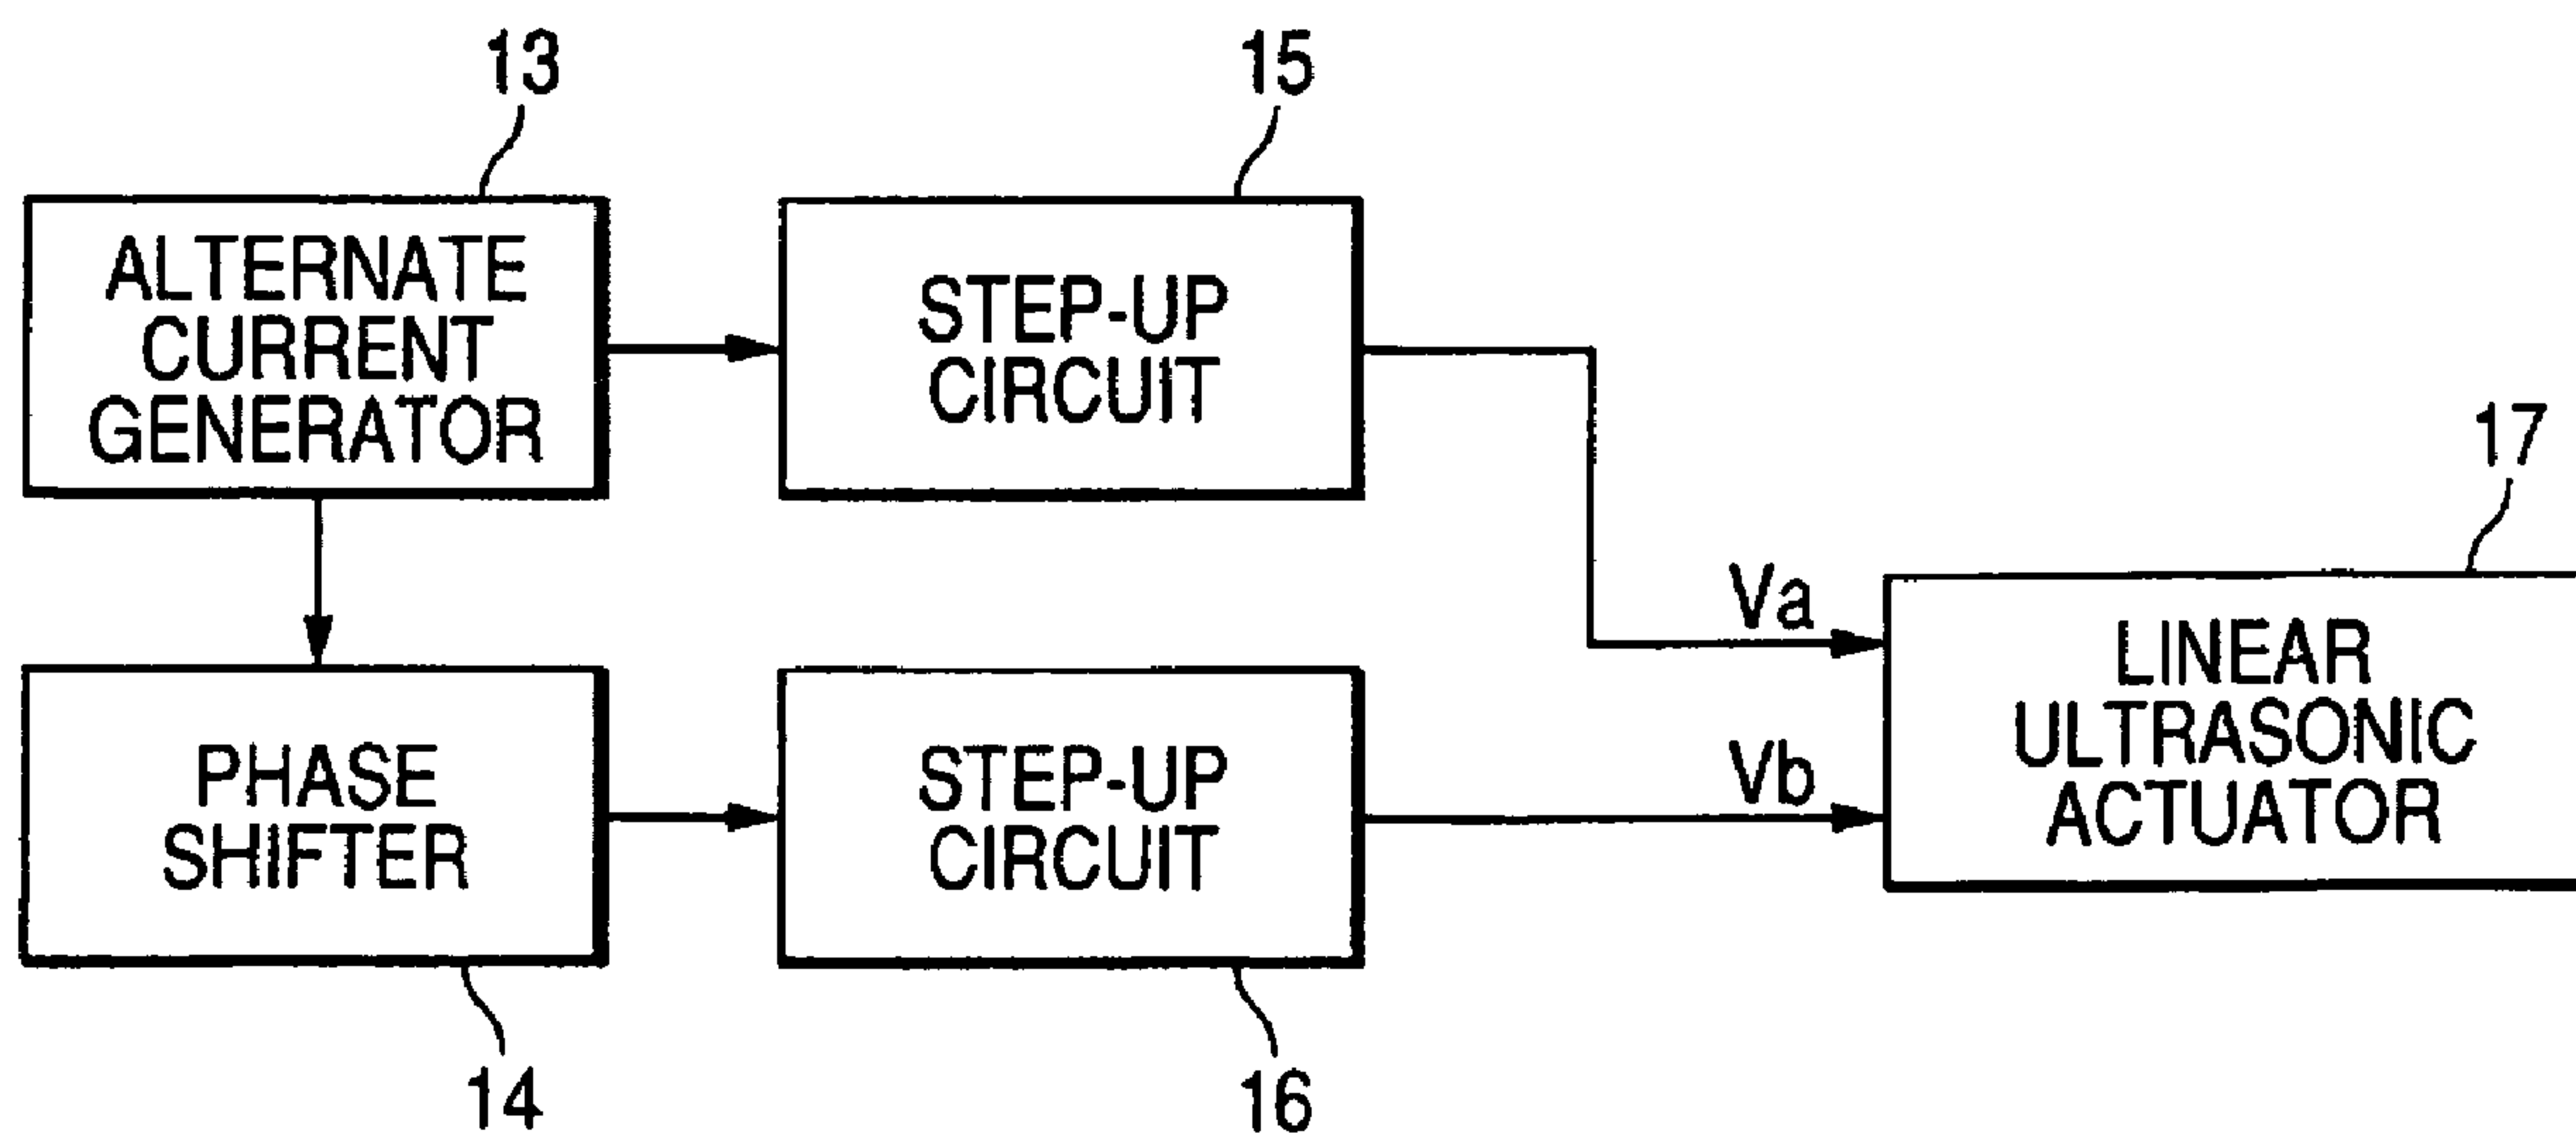 13
15
ALTERNATE
CURRENT
GENERATOR
STEP-UP
CIRCUIT
17
Va
LINEAR
ULTRASONIC
ACTUATOR
PHASE
SHIFTER
STEP-UP
CIRCUIT
Vb
14
16